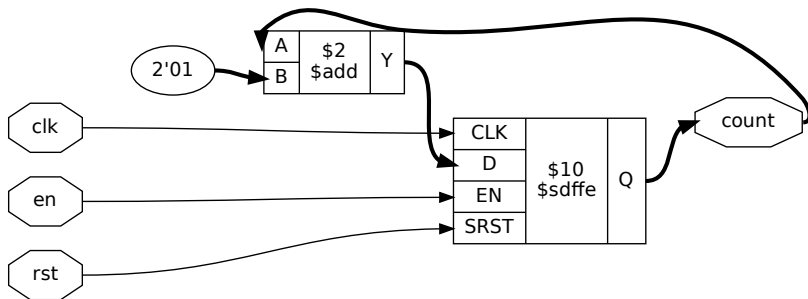 A
B
$2
$add
Y
2'01
clk
en
rst
CLK
D
EN
SRST
$10
$sdffe
Q
count